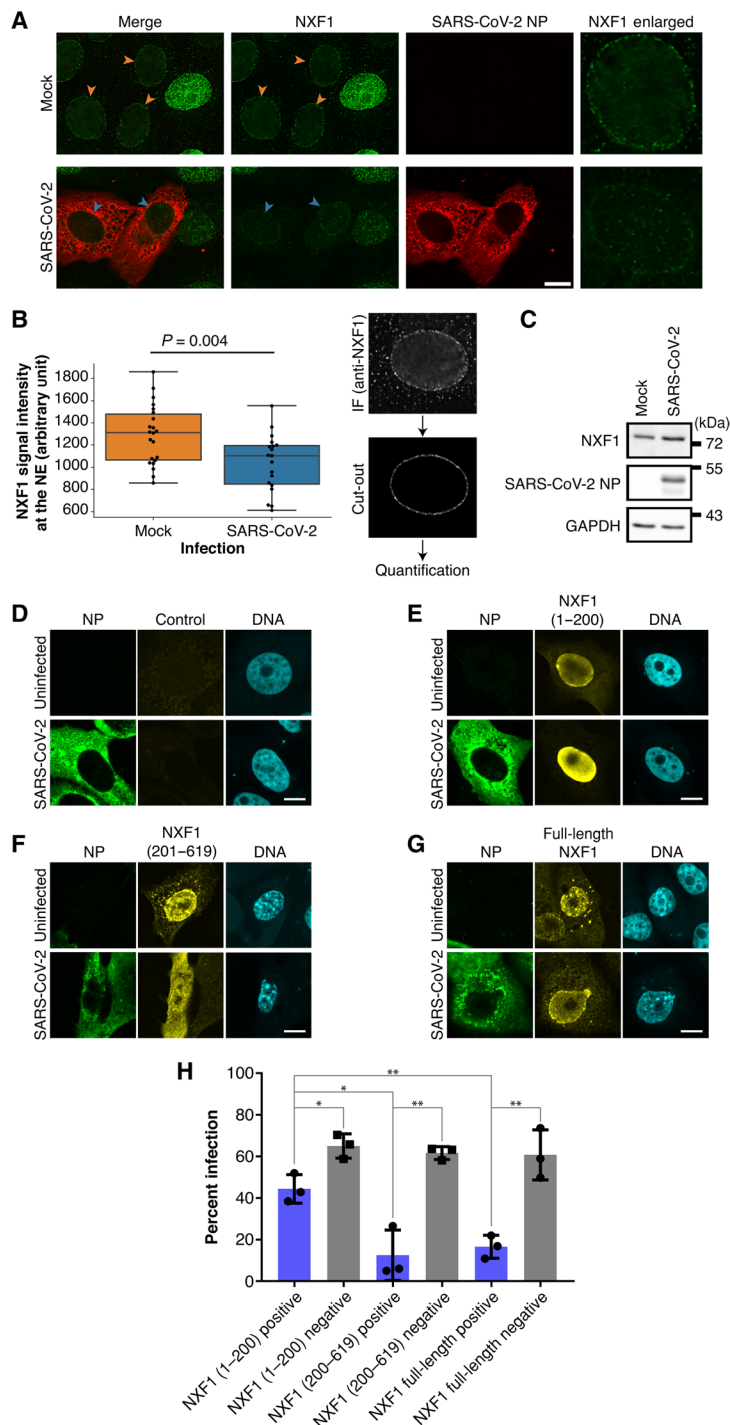 A
Merge
NXF1
SARS-CoV-2 NP
NXF1 enlarged
Mock
SARS-CoV-2
B
P = 0.004
NXF1 signal intensity
at the NE (arbitrary unit)
1800
1600
1400
1200
1000
800
600
Mock
SARS-CoV-2
Infection
IF (anti-NXF1)
Cut-out
Quantification
C
Mock
SARS-CoV-2
(kDa)
NXF1
72
55
SARS-CoV-2 NP
43
GAPDH
D
NP
Control
DNA
Uninfected
SARS-CoV-2
E
NP
NXF1
(1–200)
DNA
Uninfected
SARS-CoV-2
F
NP
NXF1
(201–619)
DNA
Uninfected
SARS-CoV-2
G
NP
Full-length
NXF1
DNA
Uninfected
SARS-CoV-2
H
Percent infection
100
80
60
40
20
0
**
*
*
**
**
NXF1 (1–200) positive
NXF1 (1–200) negative
NXF1 (200–619) positive
NXF1 (200–619) negative
NXF1 full-length positive
NXF1 full-length negative